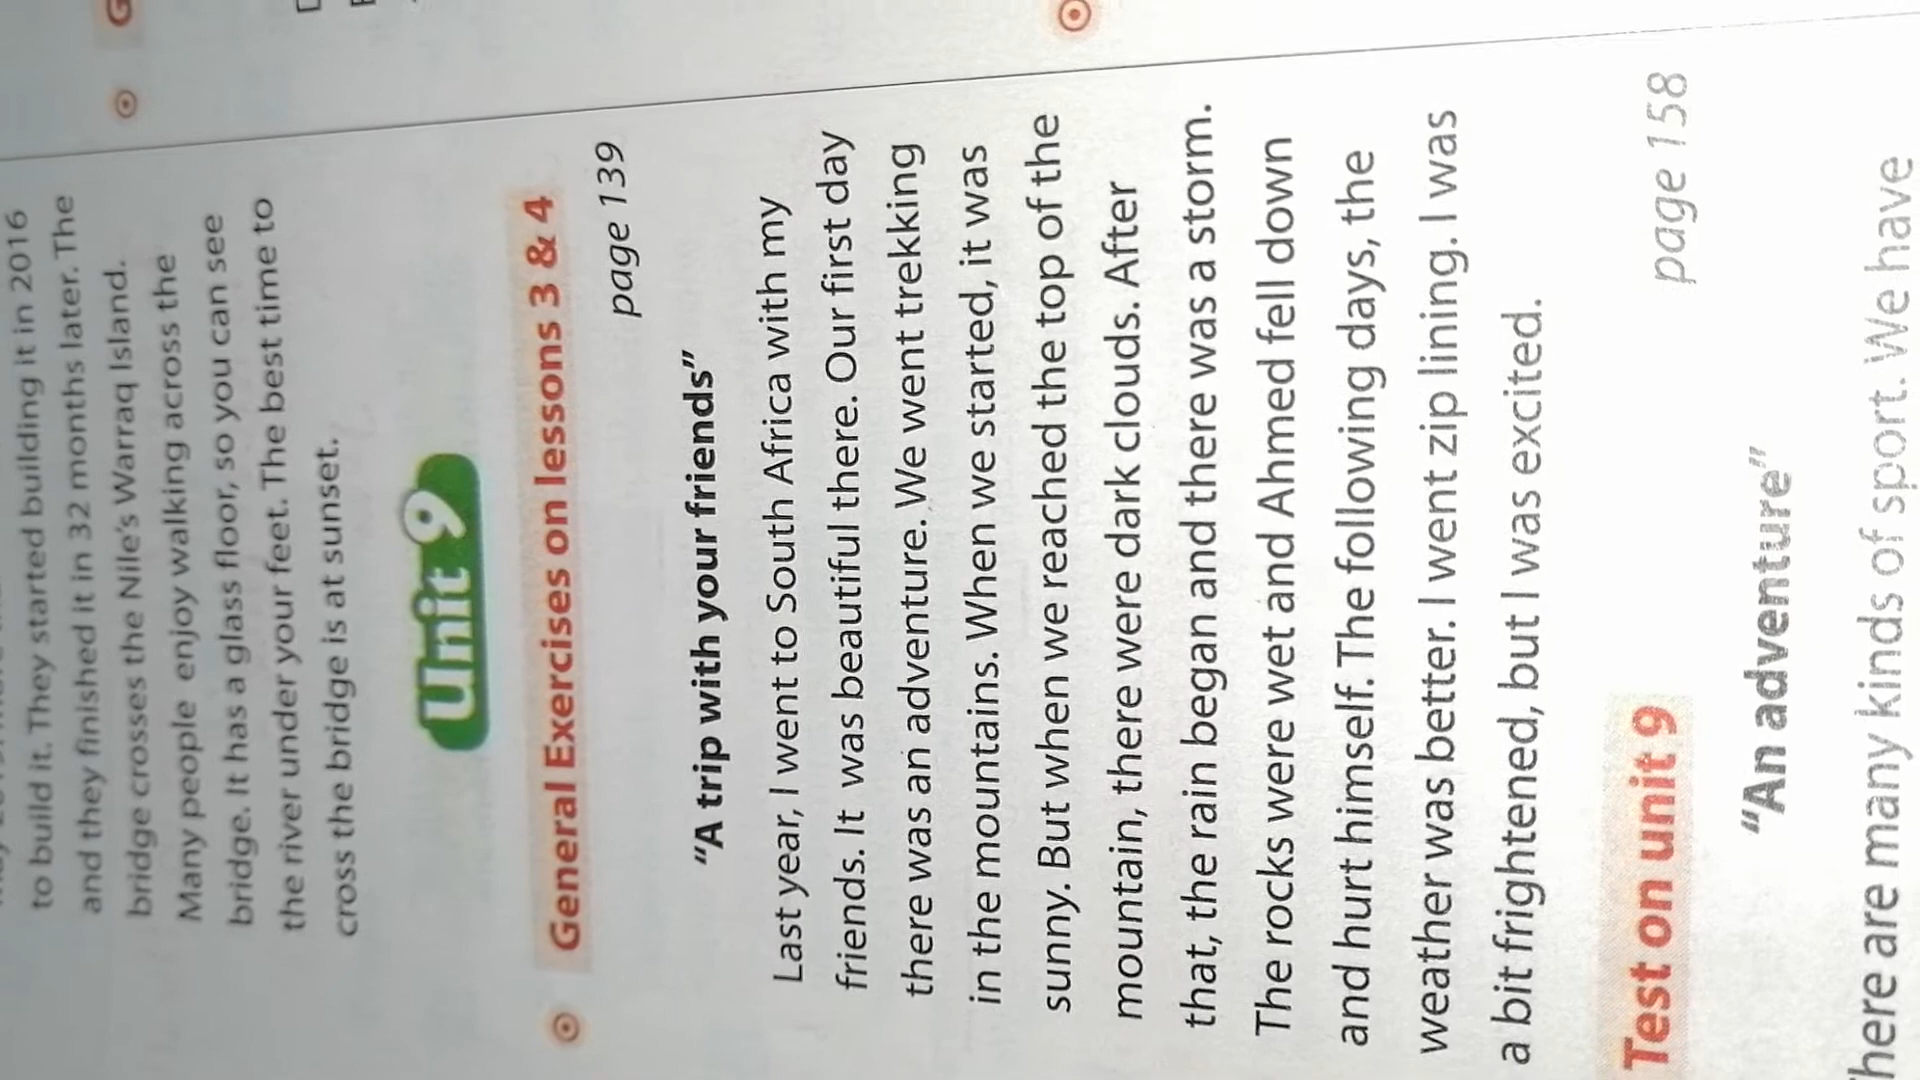 to build it. They started building it in 2016
and they finished it in 32 months later. The
bridge crosses the Nile's Warraq Island.
Many people enjoy walking across the
bridge. It has a glass floor, so you can see
the river under your feet. The best time to
cross the bridge is at sunset.
Unit 9
General Exercises on lessons 3 & 4
page 139
"A trip with your friends"
Last year, I went to South Africa with my
friends. It was beautiful there. Our first day
there was an adventure. We went trekking
in the mountains. When we started, it was
sunny. But when we reached the top of the
mountain, there were dark clouds. After
that, the rain began and there was a storm.
The rocks were wet and Ahmed fell down
and hurt himself. The following days, the
weather was better. I went zip lining. I was
a bit frightened, but I was excited.
Test on unit 9
page 158
"An adventure"
here are many kinds of sport. We have